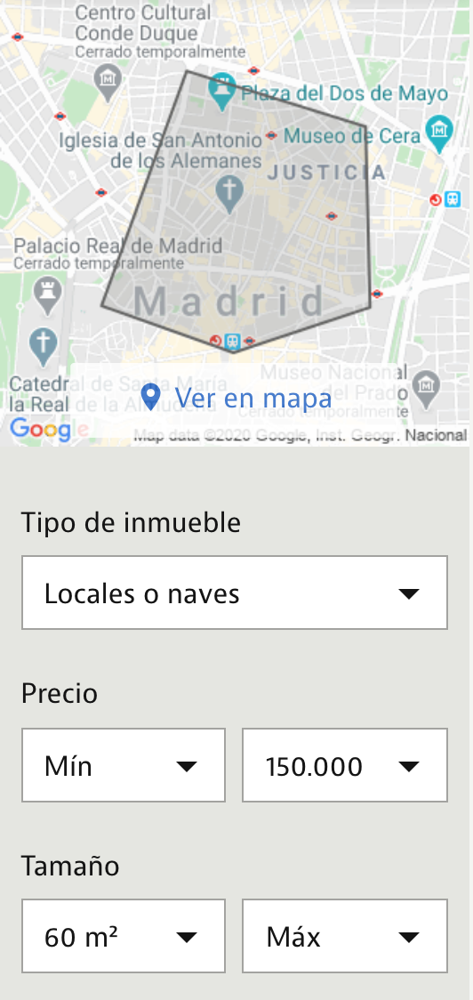 Centro Cultural
Conde Duque
Cerrado temporalmente
Plaza del Dos de Mayo
Iglesia de San Antonio
de los Alemanes
Museo de Cera
JUSTICIA
Palacio Real de Madrid
Cerrado temporalmente
Madrid
Catedral de Santa María
la Real de la Almudena
Museo Nacional
del Prado
Cerrado temporalmente
Ver en mapa
Google
Map data ©2020 Google, Inst. Geogr. Nacional
Tipo de inmueble
Locales o naves
Precio
Mín
150.000
Tamaño
60 m²
Máx